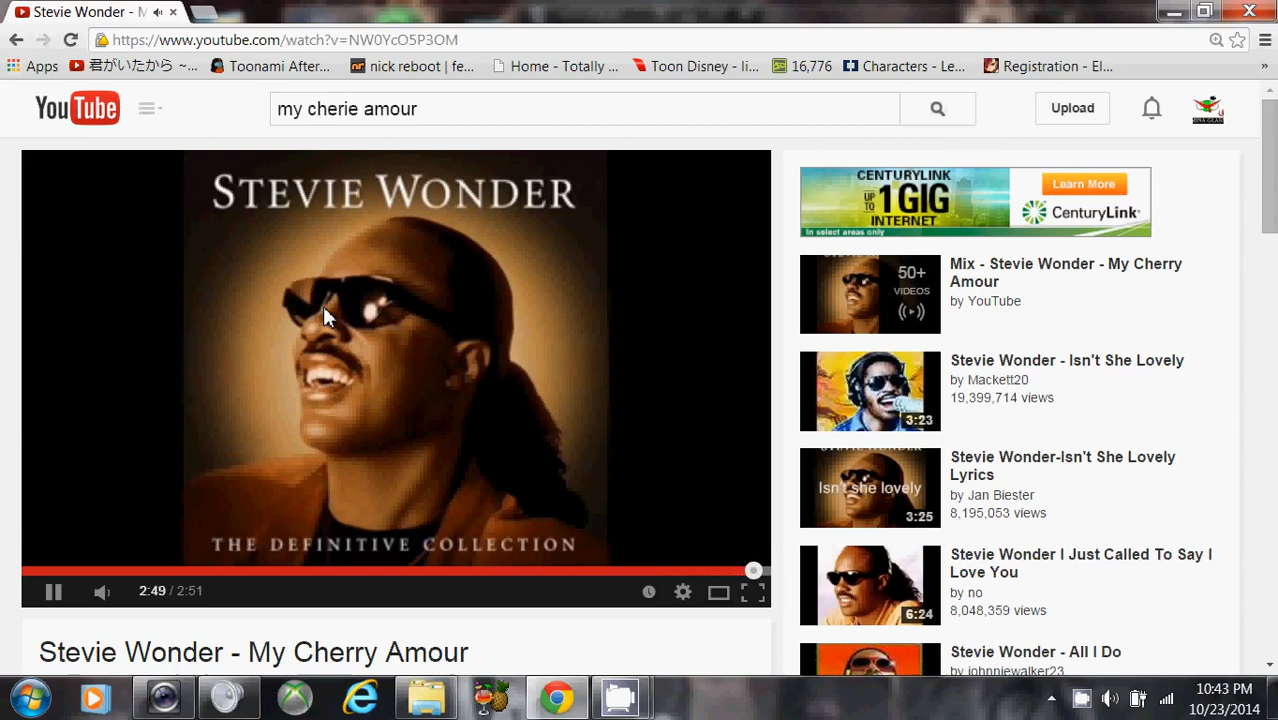 Stevie Wonder - M
https://www.youtube.com/watch?v=NW0YcO5P3OM
Apps 君がいたから ~... Toonami After... nick reboot | fe... Home - Totally ... Toon Disney - li... 16,776 Characters - Le... Registration - El... »
YouTube my cherie amour Upload
STEVIE WONDER
THE DEFINITIVE COLLECTION
2:49 / 2:51
Stevie Wonder - My Cherry Amour
CENTURYLINK
UP TO 1 GIG
INTERNET
In select areas only
Learn More
CenturyLink
50+
VIDEOS
Mix - Stevie Wonder - My Cherry
Amour
by YouTube
3:23
Stevie Wonder - Isn't She Lovely
by Mackett20
19,399,714 views
Isn't she lovely
3:25
Stevie Wonder-Isn't She Lovely
Lyrics
by Jan Biester
8,195,053 views
6:24
Stevie Wonder I Just Called To Say I
Love You
by no
8,048,359 views
Stevie Wonder - All I Do
by johnniewalker23
10:43 PM
10/23/2014